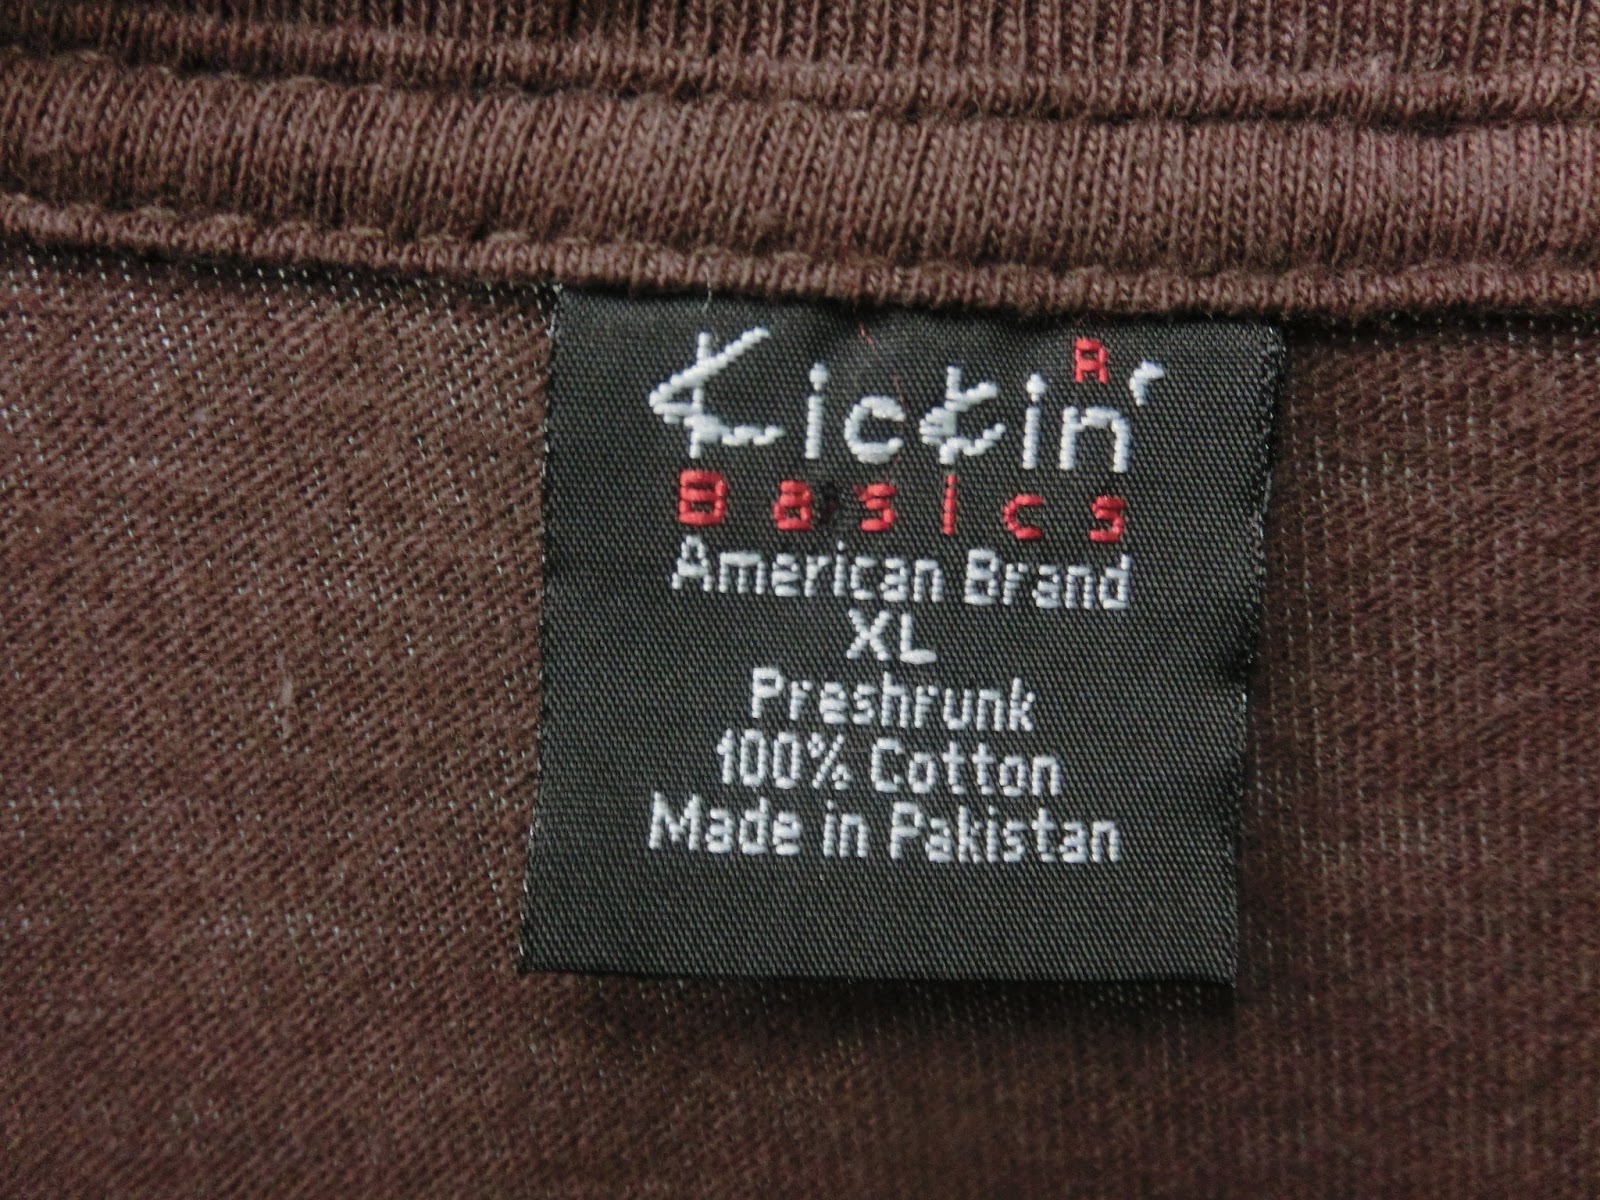 Kickin' R
Basics
American Brand
XL
Preshrunk
100% Cotton
Made in Pakistan